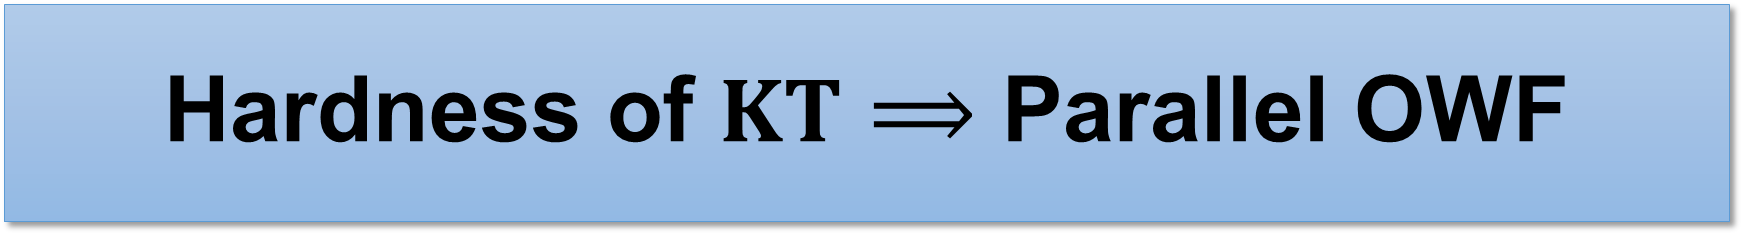 Hardness of KT ⟹ Parallel OWF